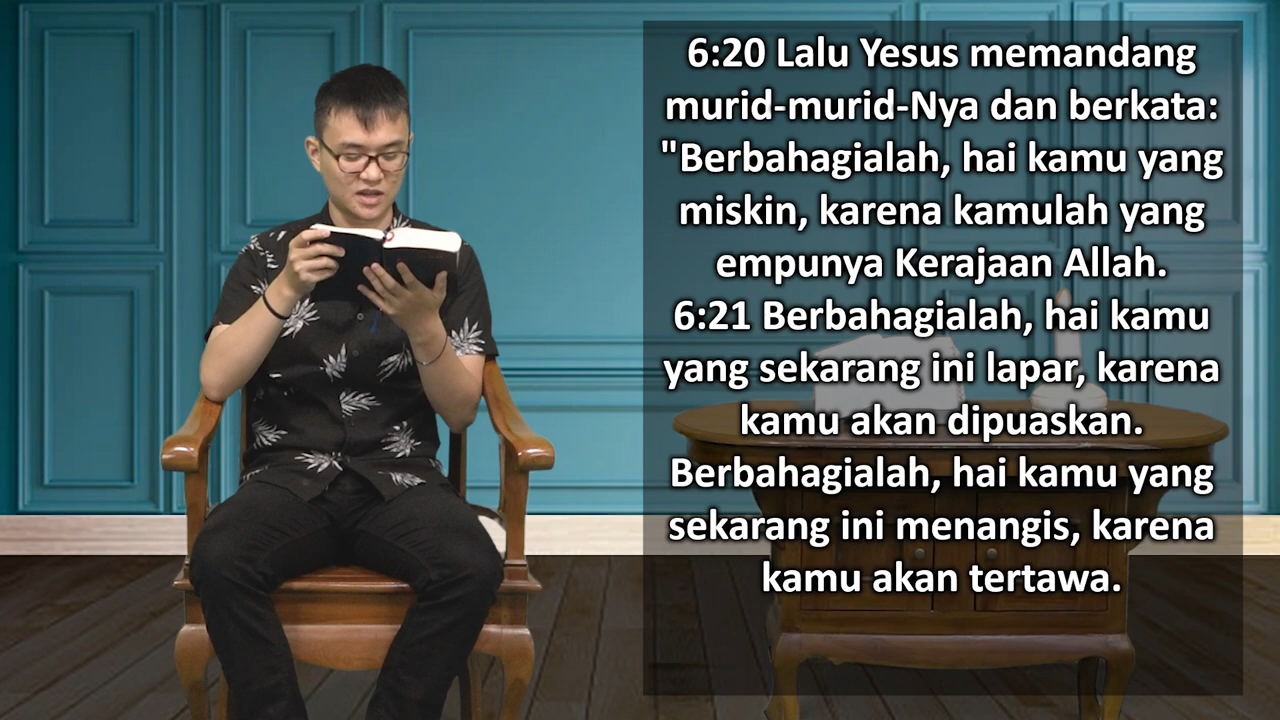 6:20 Lalu Yesus memandang
murid-murid-Nya dan berkata:
"Berbahagialah, hai kamu yang
miskin, karena kamulah yang
empunya Kerajaan Allah.
6:21 Berbahagialah, hai kamu
yang sekarang ini lapar, karena
kamu akan dipuaskan.
Berbahagialah, hai kamu yang
sekarang ini menangis, karena
kamu akan tertawa.